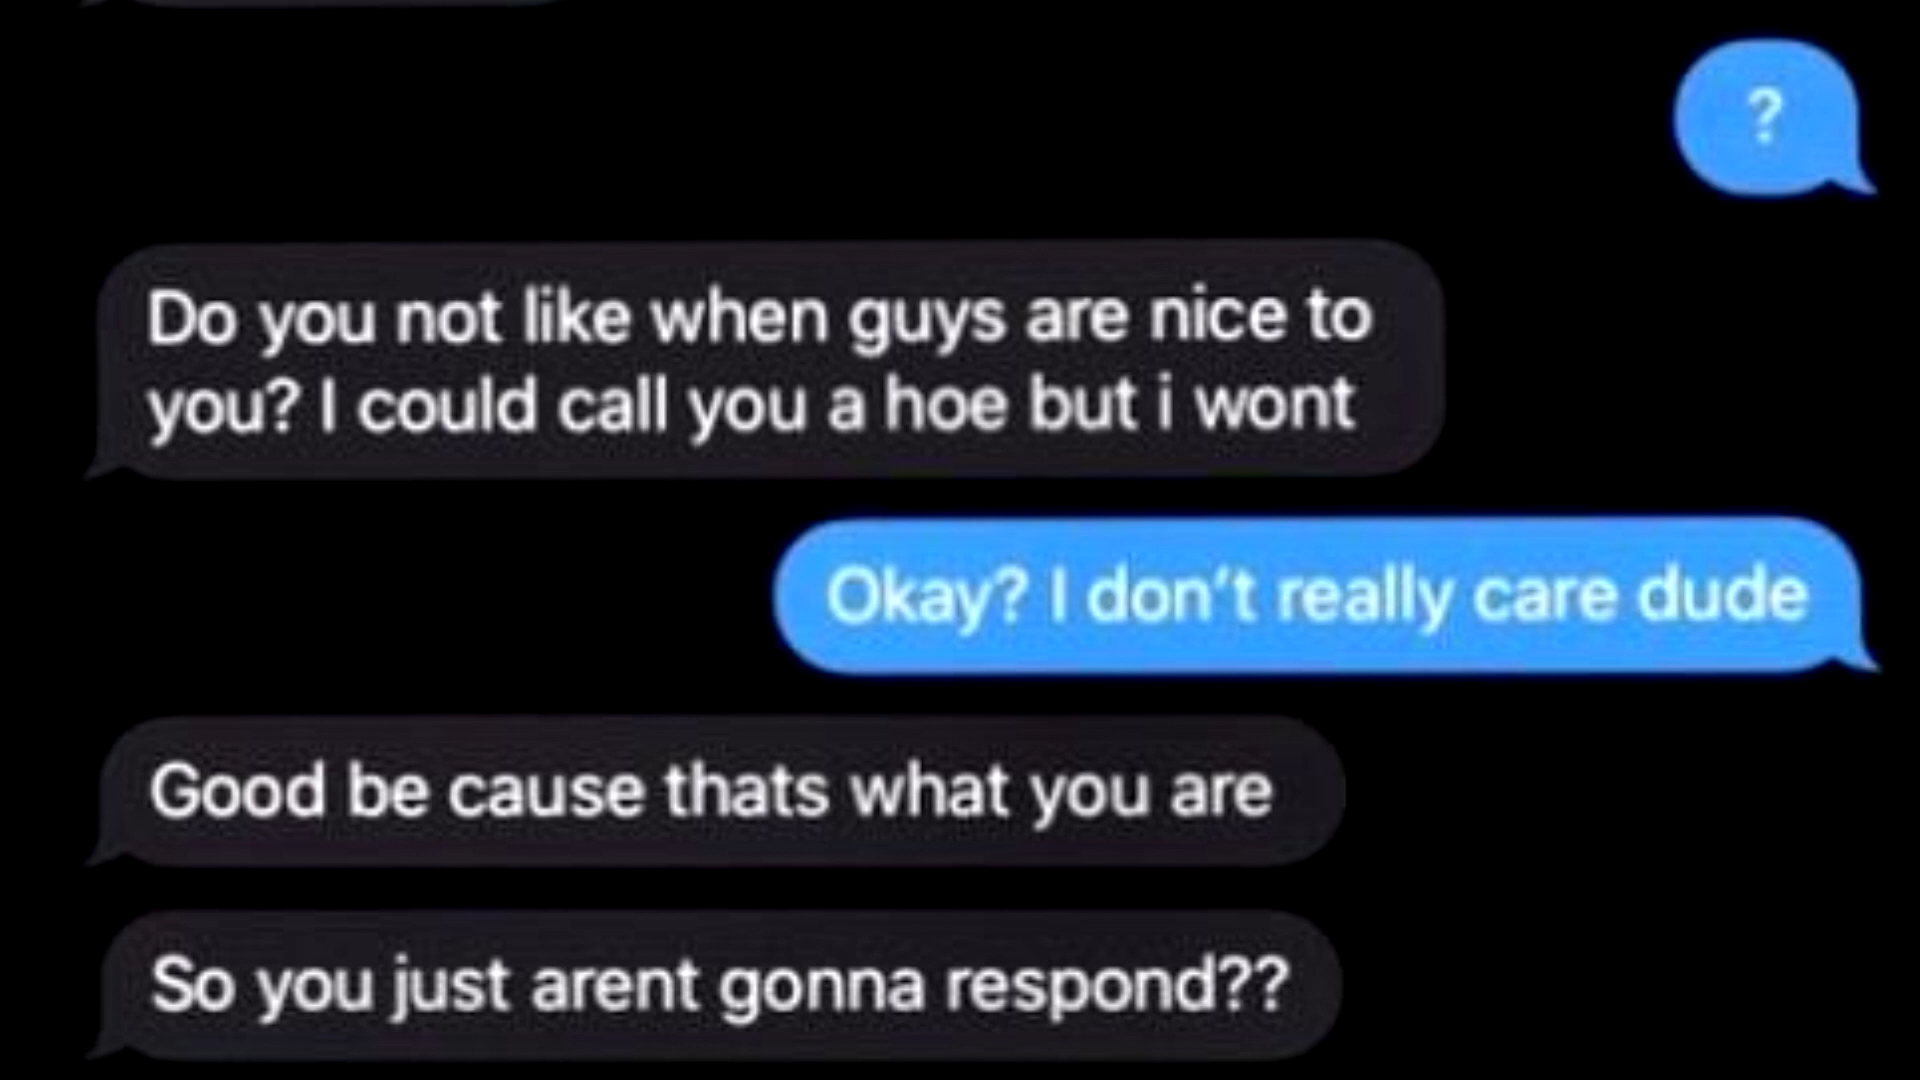 ?
Do you not like when guys are nice to
you? I could call you a hoe but i wont
Okay? I don't really care dude
Good be cause thats what you are
So you just arent gonna respond??